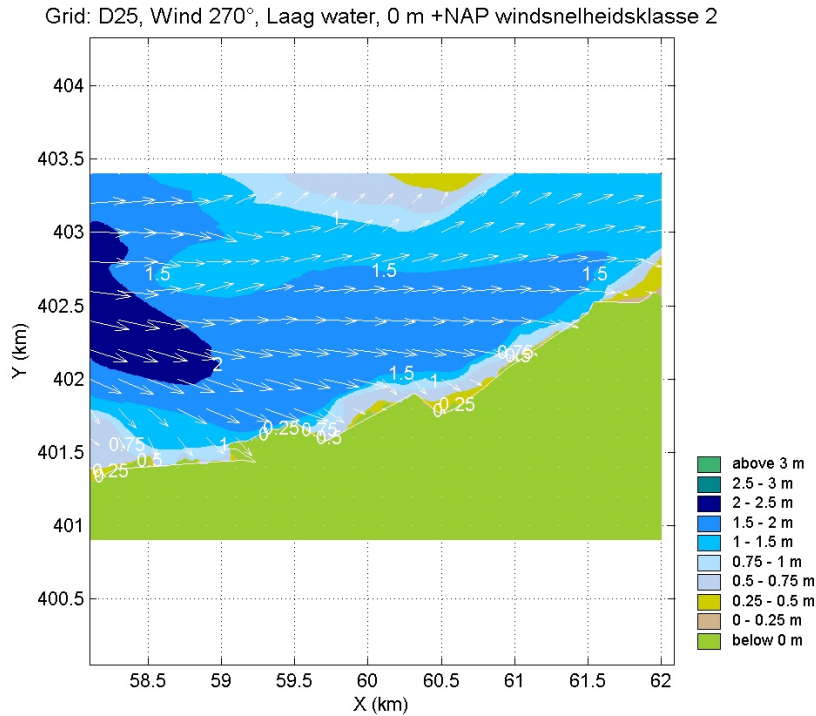 Grid: D25, Wind 270°, Laag water, 0 m +NAP windsnelheidsklasse 2
404
403.5
403
402.5
402
401.5
401
400.5
Y (km)
1
1.5
1.5
1.5
2
0.75
0.5
1.5
1
0.25
0
0.75
0.5
0.25
1
0
0.25
0.75
0.5
0
58.5 59 59.5 60 60.5 61 61.5 62
X (km)
above 3 m
2.5 - 3 m
2 - 2.5 m
1.5 - 2 m
1 - 1.5 m
0.75 - 1 m
0.5 - 0.75 m
0.25 - 0.5 m
0 - 0.25 m
below 0 m